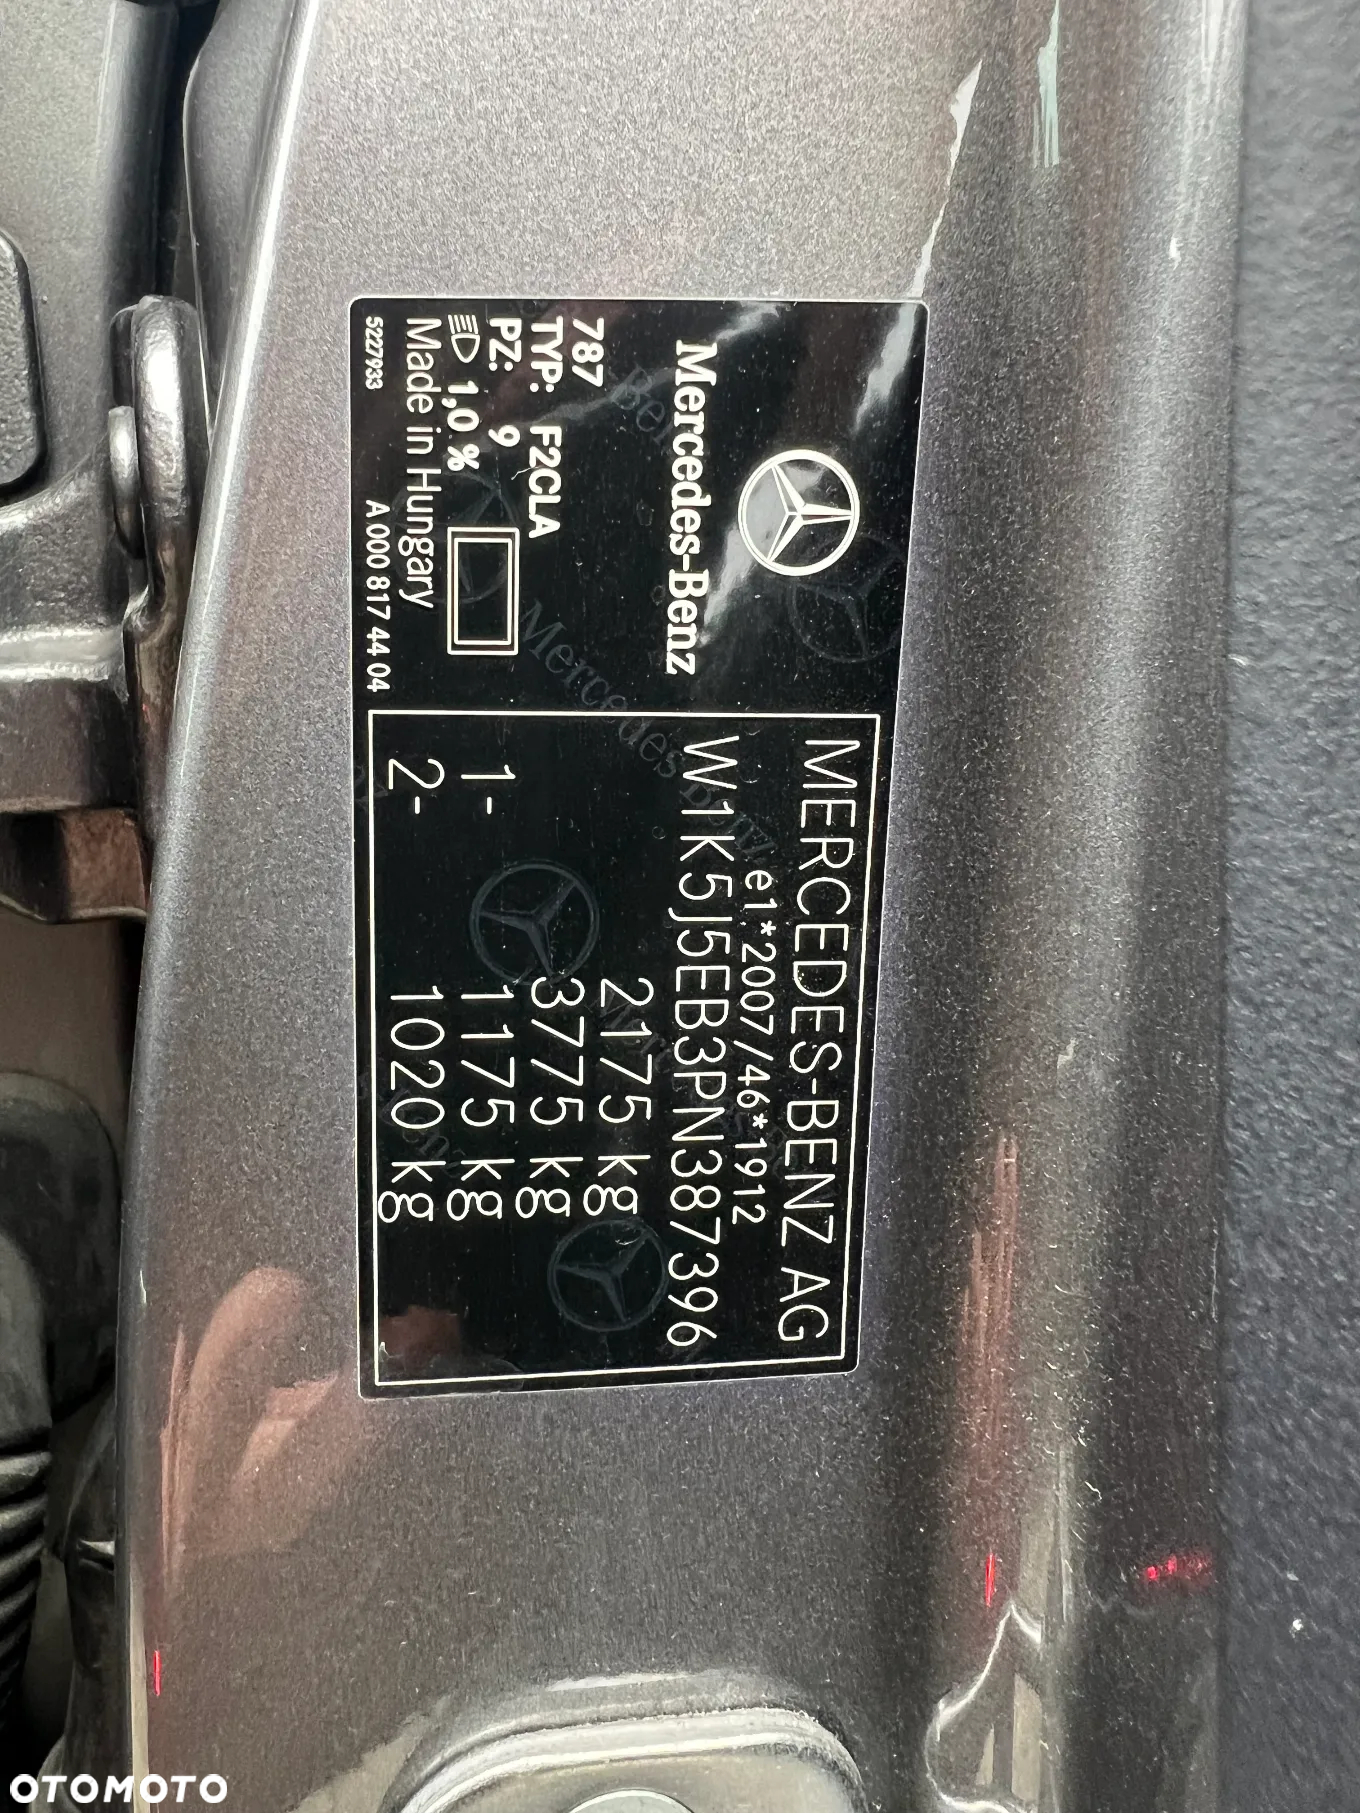 Mercedes-Benz
787
TYP: F2CLA
PZ: 9
1,0 %
Made in Hungary
5227933 A 000 817 44 04
MERCEDES-BENZ AG
e1*2007/46*1912
W1K5J5EB3PN387396
2175 kg
3775 kg
1- 1175 kg
2- 1020 kg
OTOMOTO